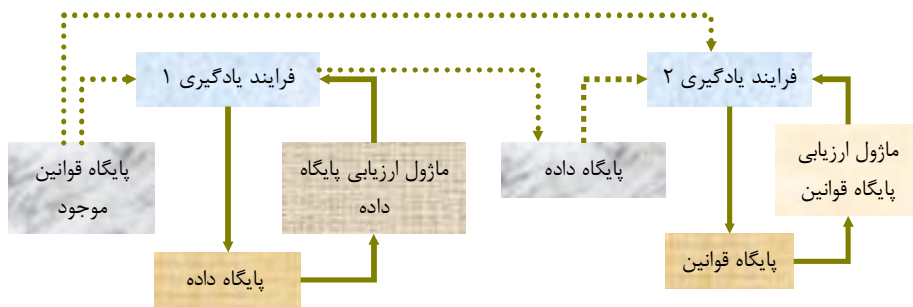 فرایند یادگیری ۱
فرایند یادگیری ۲
پایگاه قوانین
موجود
ماژول ارزیابی پایگاه
داده
پایگاه داده
ماژول ارزیابی
پایگاه قوانین
پایگاه داده
پایگاه قوانین